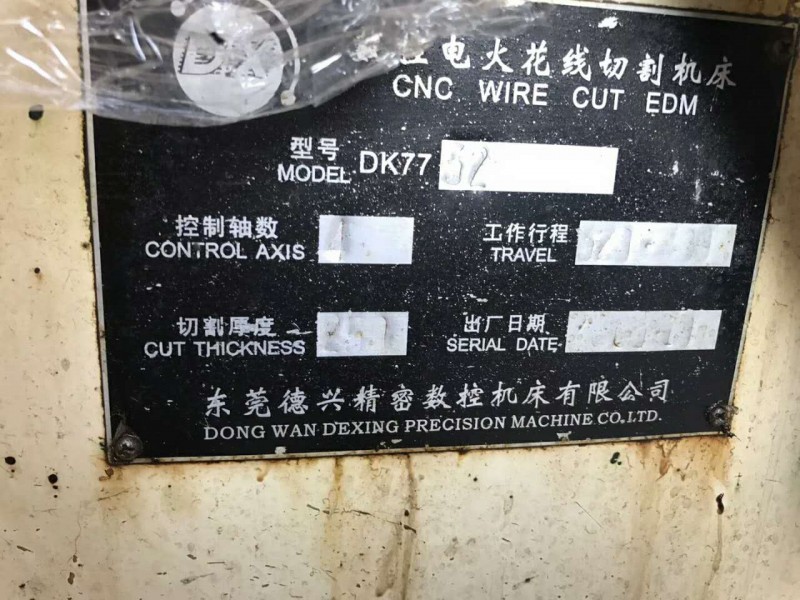 DX
电火花线切割机床
CNC WIRE CUT EDM
型号
MODEL DK77 32
控制轴数
CONTROL AXIS
工作行程
TRAVEL
切割厚度
CUT THICKNESS
出厂日期
SERIAL DATE
东莞德兴精密数控机床有限公司
DONG WAN DEXING PRECISION MACHINE CO,.LTD.